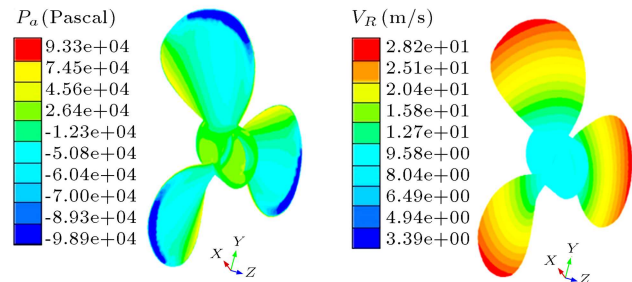 P_a (Pascal)
9.33e+04
7.45e+04
4.56e+04
2.64e+04
-1.23e+04
-5.08e+04
-6.04e+04
-7.00e+04
-8.93e+04
-9.89e+04
X
Y
Z
V_R (m/s)
2.82e+01
2.51e+01
2.04e+01
1.58e+01
1.27e+01
9.58e+00
8.04e+00
6.49e+00
4.94e+00
3.39e+00
X
Y
Z